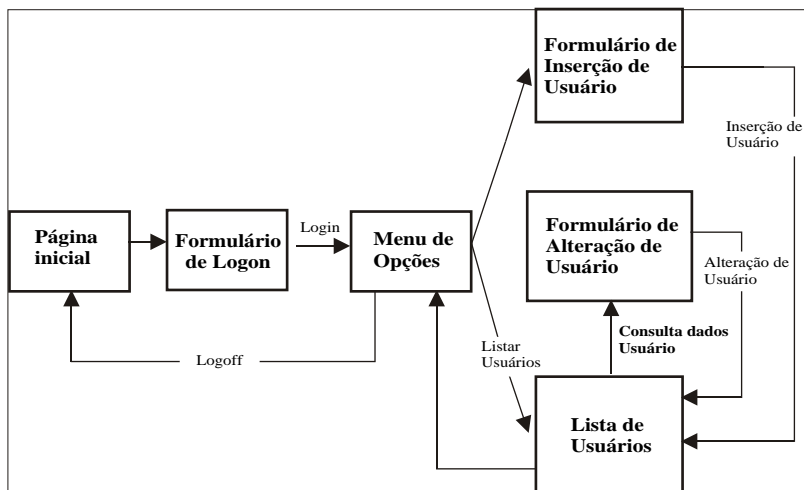 Formulário de
Inserção de
Usuário
Inserção de
Usuário
Página
inicial
Formulário
de Logon
Login
Menu de
Opções
Formulário de
Alteração de
Usuário
Alteração de
Usuário
Logoff
Listar
Usuários
Consulta dados
Usuário
Lista de
Usuários